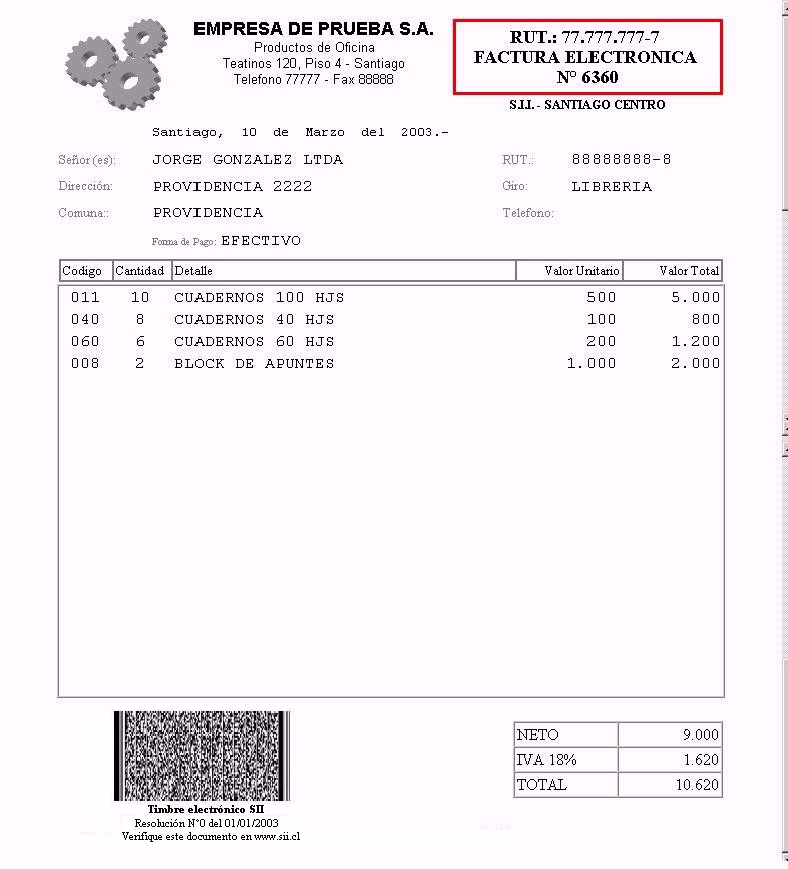 EMPRESA DE PRUEBA S.A.
Productos de Oficina
Teatinos 120, Piso 4 - Santiago
Telefono 77777 - Fax 88888
RUT.: 77.777.777-7
FACTURA ELECTRONICA
N° 6360
S.I.I. - SANTIAGO CENTRO
Santiago, 10 de Marzo del 2003.-
Señor(es): JORGE GONZALEZ LTDA RUT.: 88888888-8
Dirección: PROVIDENCIA 2222 Giro: LIBRERIA
Comuna:: PROVIDENCIA Telefono:
Forma de Pago: EFECTIVO
Codigo Cantidad Detalle Valor Unitario Valor Total
011 10 CUADERNOS 100 HJS 500 5.000
040 8 CUADERNOS 40 HJS 100 800
060 6 CUADERNOS 60 HJS 200 1.200
008 2 BLOCK DE APUNTES 1.000 2.000
NETO 9.000
IVA 18% 1.620
TOTAL 10.620
Timbre electrónico SII
Resolución N°0 del 01/01/2003
Verifique este documento en www.sii.cl